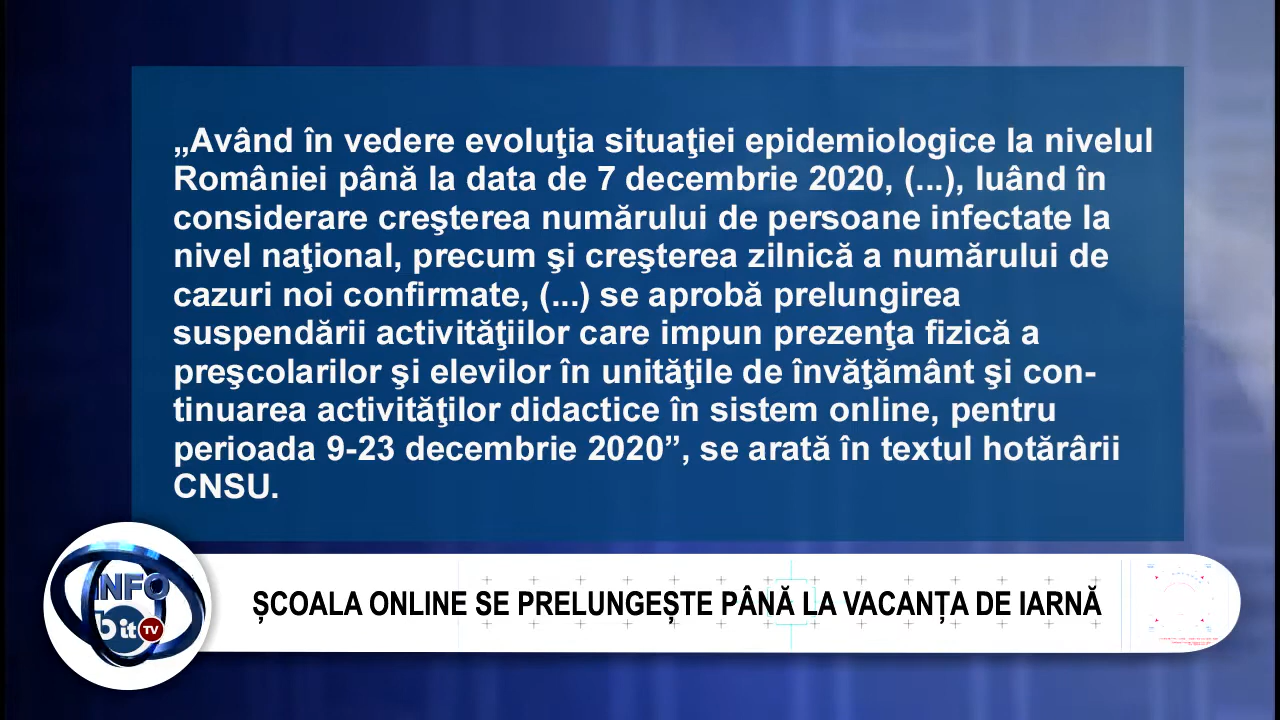 „Având în vedere evoluţia situaţiei epidemiologice la nivelul
României până la data de 7 decembrie 2020, (...), luând în
considerare creşterea numărului de persoane infectate la
nivel naţional, precum şi creşterea zilnică a numărului de
cazuri noi confirmate, (...) se aprobă prelungirea
suspendării activităţiilor care impun prezenţa fizică a
preşcolarilor şi elevilor în unităţile de învăţământ şi con-
tinuarea activităţilor didactice în sistem online, pentru
perioada 9-23 decembrie 2020”, se arată în textul hotărârii
CNSU.
INFO
bit TV
ȘCOALA ONLINE SE PRELUNGEȘTE PÂNĂ LA VACANȚA DE IARNĂ